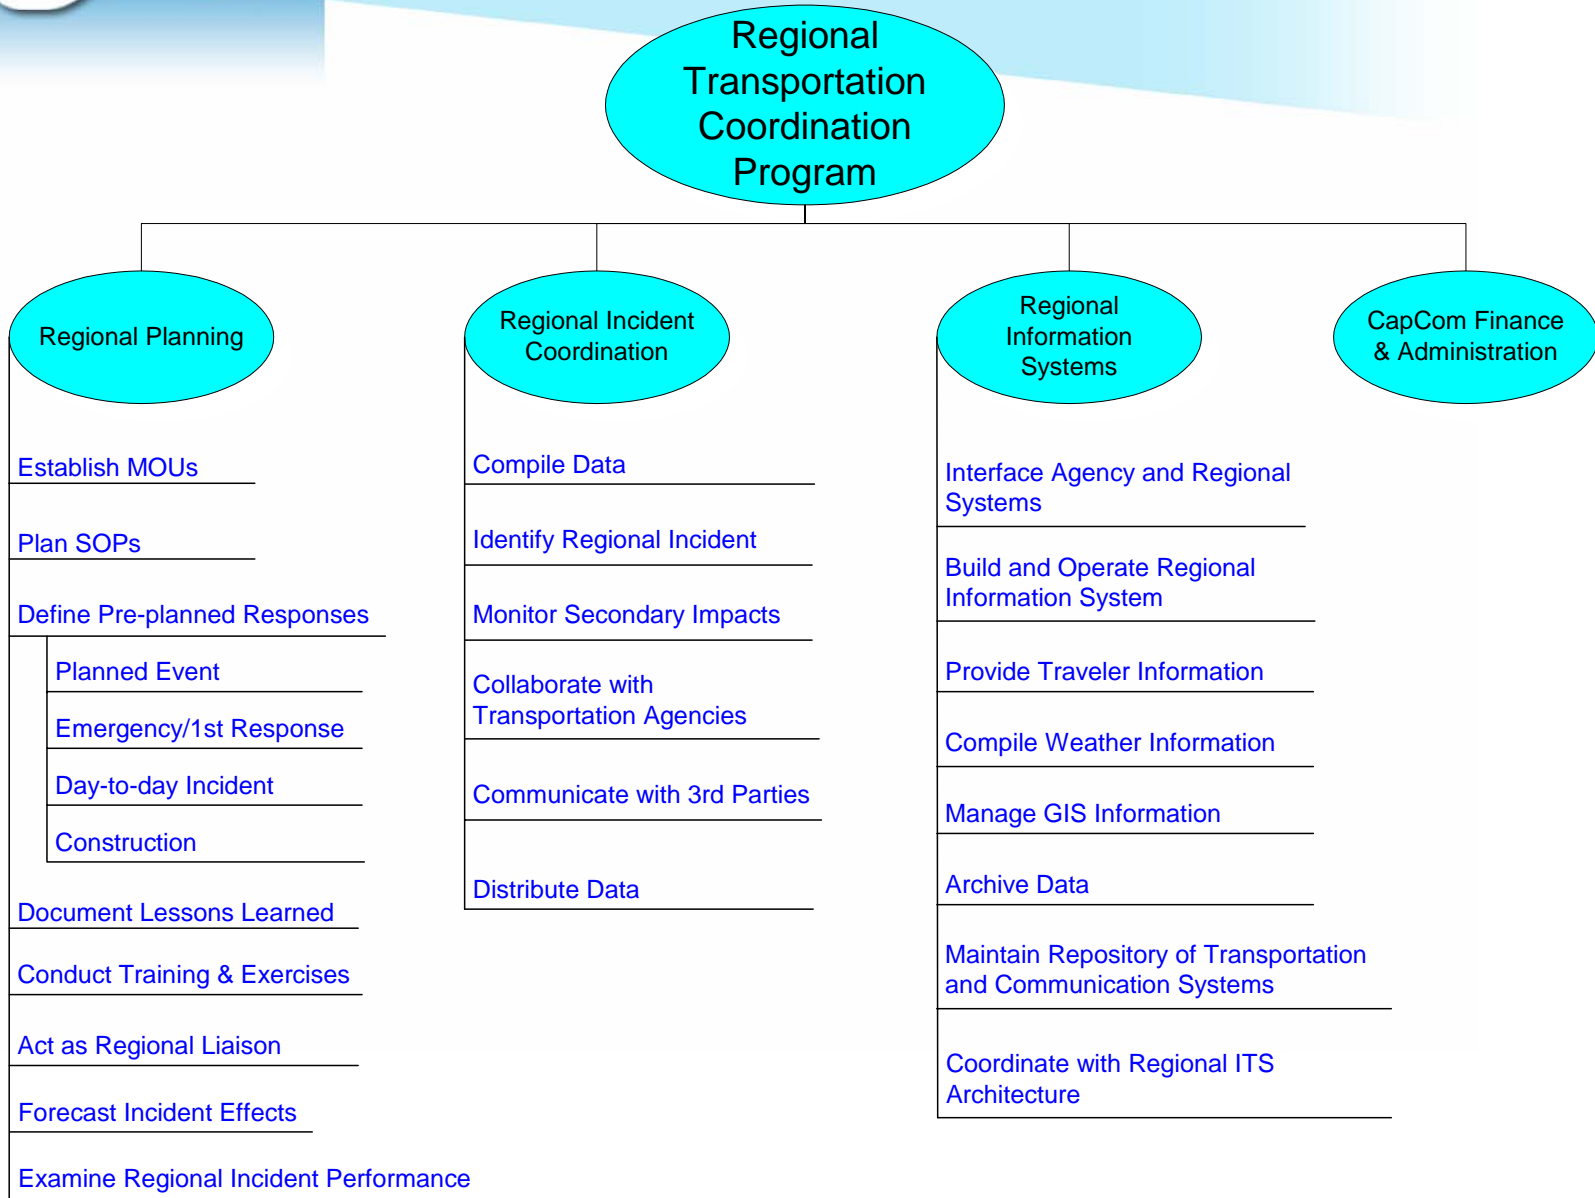 Regional
Transportation
Coordination
Program
Regional Planning
Establish MOUs
Plan SOPs
Define Pre-planned Responses
Planned Event
Emergency/1st Response
Day-to-day Incident
Construction
Document Lessons Learned
Conduct Training & Exercises
Act as Regional Liaison
Forecast Incident Effects
Examine Regional Incident Performance
Regional Incident
Coordination
Compile Data
Identify Regional Incident
Monitor Secondary Impacts
Collaborate with
Transportation Agencies
Communicate with 3rd Parties
Distribute Data
Regional
Information
Systems
Interface Agency and Regional
Systems
Build and Operate Regional
Information System
Provide Traveler Information
Compile Weather Information
Manage GIS Information
Archive Data
Maintain Repository of Transportation
and Communication Systems
Coordinate with Regional ITS
Architecture
CapCom Finance
& Administration